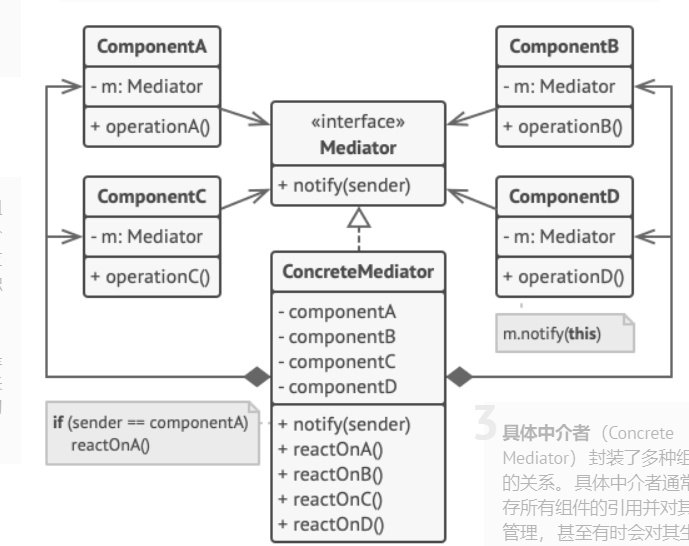 ComponentA
- m: Mediator
+ operationA()
ComponentB
- m: Mediator
+ operationB()
«interface»
Mediator
+ notify(sender)
ComponentC
- m: Mediator
+ operationC()
ComponentD
- m: Mediator
+ operationD()
ConcreteMediator
- componentA
- componentB
- componentC
- componentD
+ notify(sender)
+ reactOnA()
+ reactOnB()
+ reactOnC()
+ reactOnD()
m.notify(this)
if (sender == componentA)
reactOnA()
3
具体中介者（Concrete
Mediator）封装了多种组
的关系。具体中介者通常
存所有组件的引用并对其
管理，甚至有时会对其生